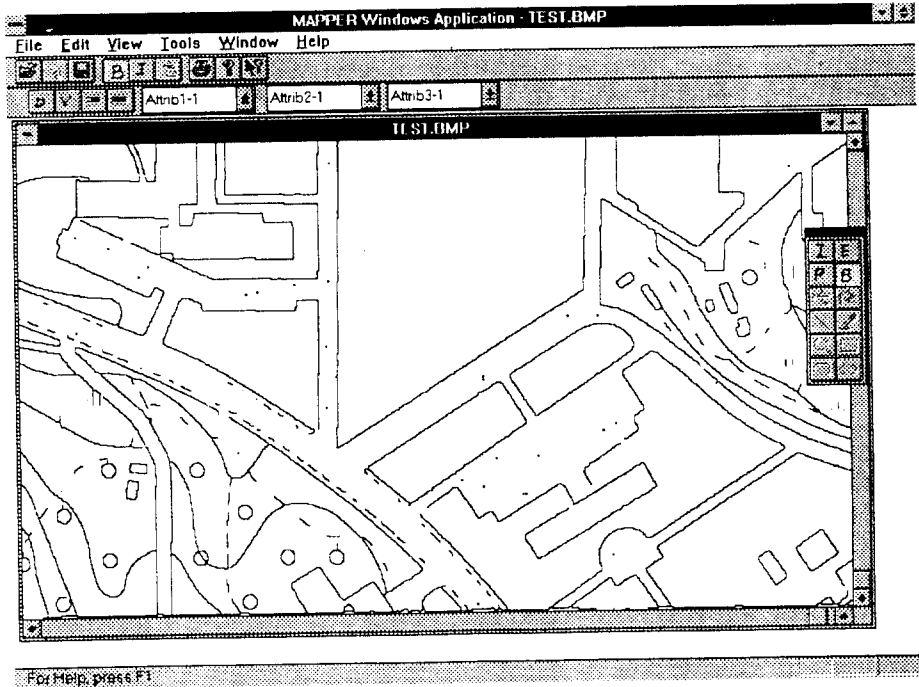 MAPPER Windows Application - TEST.BMP
File Edit View Tools Window Help
B I
D V Attrib1-1 Attrib2-1 Attrib3-1
TEST.BMP
I E
P B
For Help, press F1